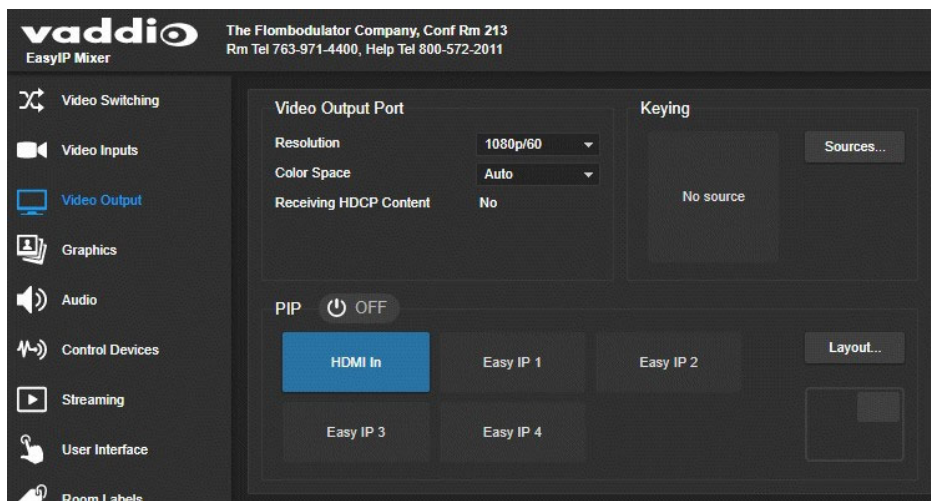 vaddio
EasyIP Mixer
The Flombodulator Company, Conf Rm 213
Rm Tel 763-971-4400, Help Tel 800-572-2011
Video Switching
Video Inputs
Video Output
Graphics
Audio
Control Devices
Streaming
User Interface
Room Labels
Video Output Port
Resolution 1080p/60
Color Space Auto
Receiving HDCP Content No
Keying
No source
Sources...
PIP OFF
HDMI In Easy IP 1 Easy IP 2
Easy IP 3 Easy IP 4
Layout...